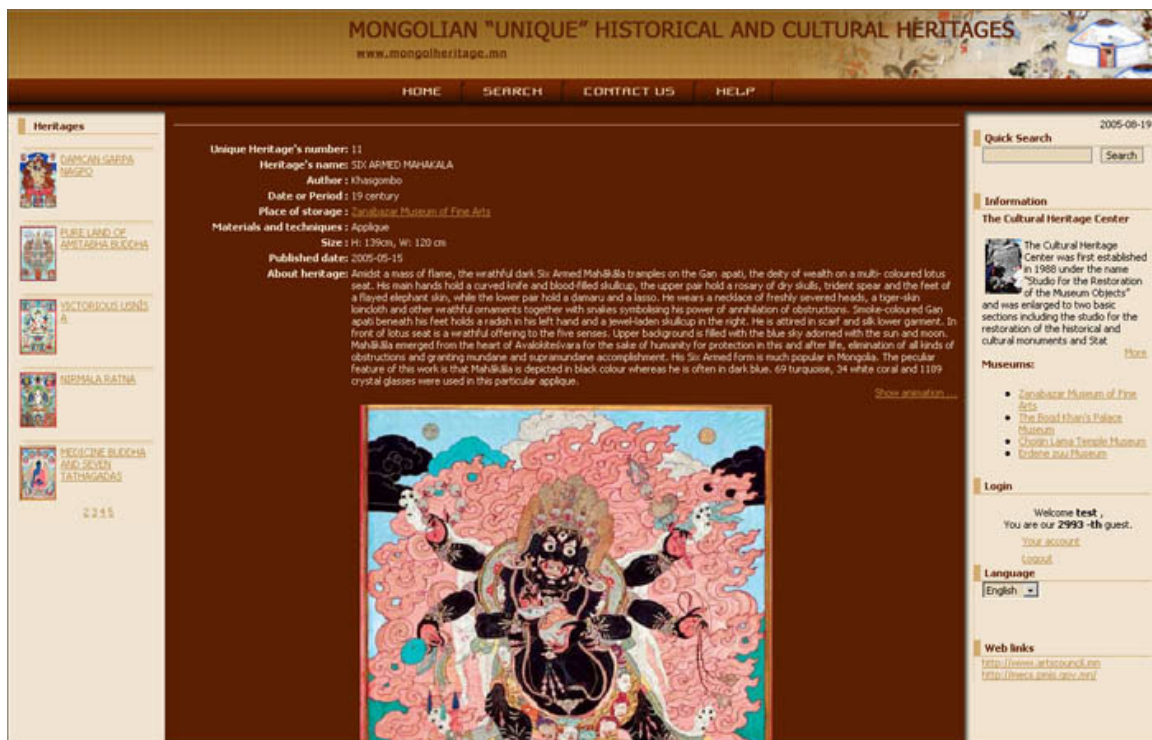 MONGOLIAN "UNIQUE" HISTORICAL AND CULTURAL HERITAGES
www.mongolheritage.mn
HOME SEARCH CONTACT US HELP
Heritages
DAMCAN GARPA
NAGPO
PURE LAND OF
AMITABHA BUDDHA
VICTORIOUS USNĪS
A
NIRMALA RATNA
MEDICINE BUDDHA
AND SEVEN
TATHAGADAS
2 3 4 5
Unique Heritage's number: 11
Heritage's name: SIX ARMED MAHAKALA
Author : Khasgombo
Date or Period : 19 century
Place of storage : Zanabazar Museum of Fine Arts
Materials and techniques : Applique
Size : H: 139cm, W: 120 cm
Published date: 2005-05-15
About heritage: Amidst a mass of flame, the wrathful dark Six Armed Mahākāla tramples on the Gan apati, the deity of wealth on a multi- coloured lotus
seat. His main hands hold a curved knife and blood-filled skullcup, the upper pair hold a rosary of dry skulls, trident spear and the feet of
a flayed elephant skin, while the lower pair hold a damaru and a lasso. He wears a necklace of freshly severed heads, a tiger-skin
loincloth and other wrathful ornaments together with snakes symbolising his power of annihilation of obstructions. Smoke-coloured Gan
apati beneath his feet holds a radish in his left hand and a jewel-laden skullcup in the right. He is attired in scarf and silk lower garment. In
front of lotus seat is a wrathful offering to the five senses. Upper background is filled with the blue sky adorned with the sun and moon.
Mahākāla emerged from the heart of Avalokiteśvara for the sake of humanity for protection in this and after life, elimination of all kinds of
obstructions and granting mundane and supramundane accomplishment. His Six Armed form is much popular in Mongolia. The peculiar
feature of this work is that Mahākāla is depicted in black colour whereas he is often in dark blue. 69 turquoise, 34 white coral and 1189
crystal glasses were used in this particular applique.
Show animation ...
2005-08-19
Quick Search
Search
Information
The Cultural Heritage Center
The Cultural Heritage
Center was first established
in 1988 under the name
"Studio for the Restoration
of the Museum Objects"
and was enlarged to two basic
sections including the studio for the
restoration of the historical and
cultural monuments and Stat
More
Museums:
Zanabazar Museum of Fine
Arts
The Bogd Khan's Palace
Museum
Choijin Lama Temple Museum
Erdene zuu Museum
Login
Welcome test ,
You are our 2993 -th guest.
Your account
Logout
Language
English
Web links
http://www.artscouncil.mn
http://mecs.pmis.gov.mn/